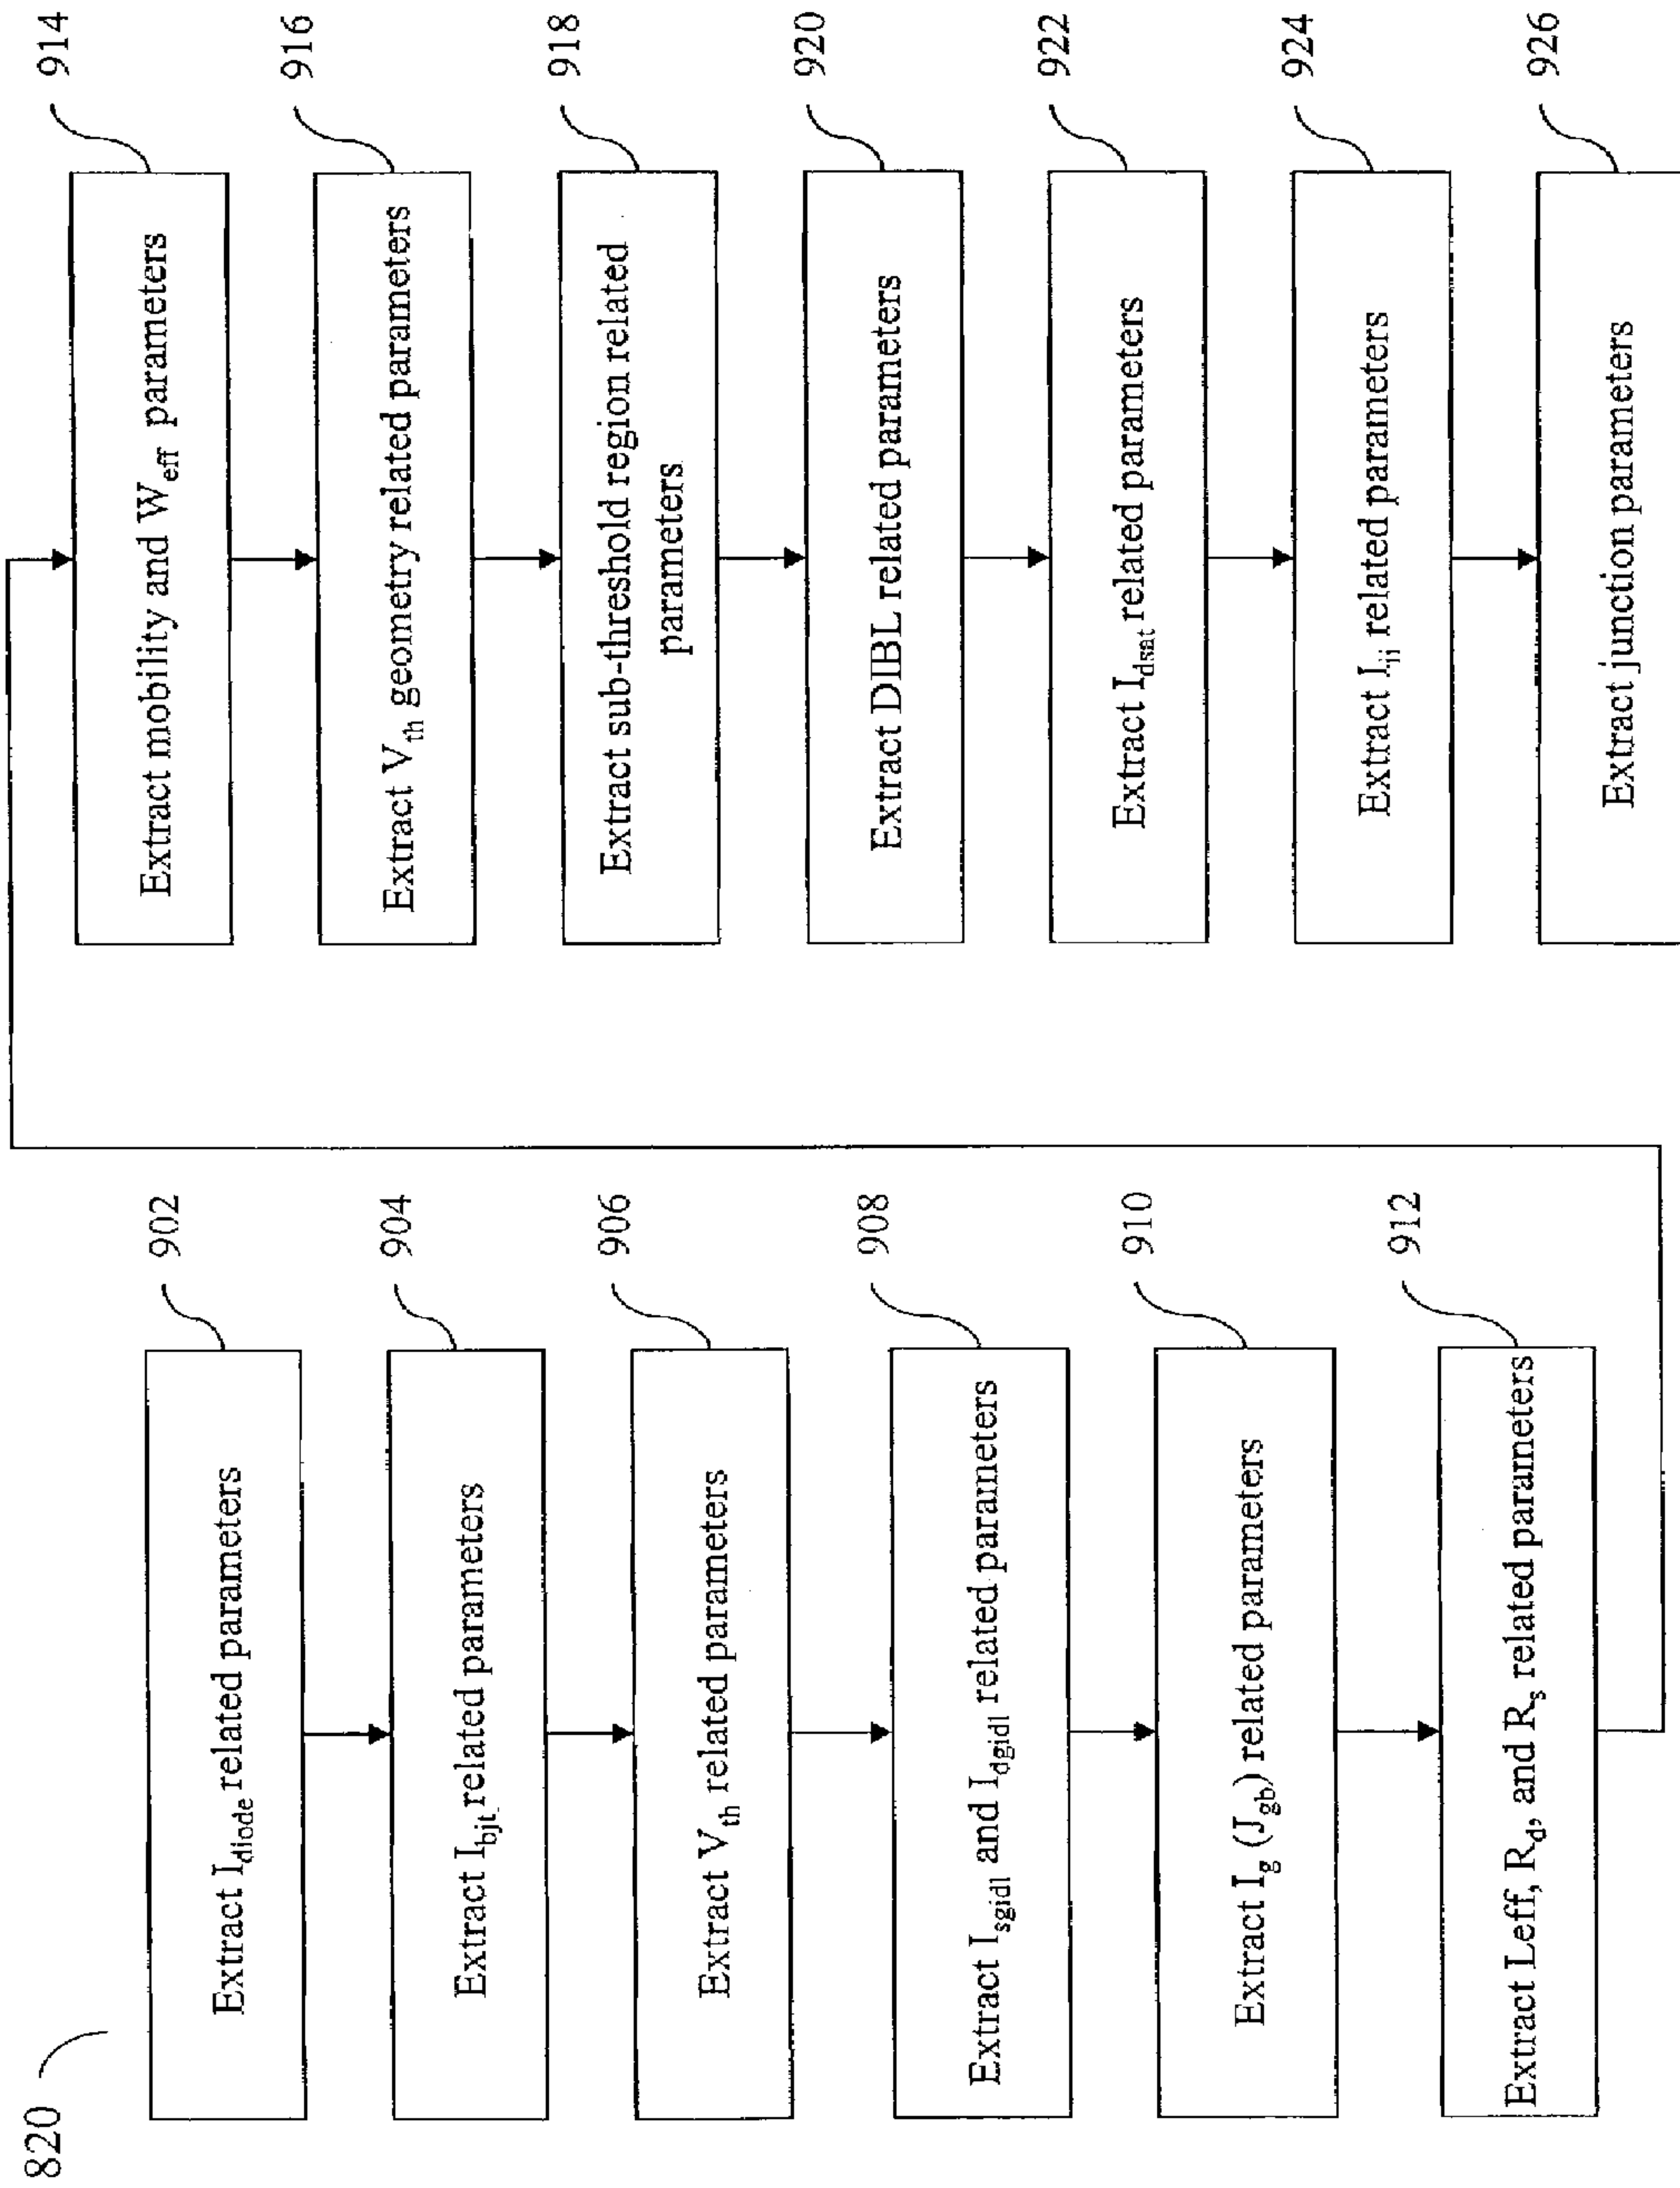 820
Extract I_diode related parameters
902
Extract I_bjt related parameters
904
Extract V_th related parameters
906
Extract I_sgidl and I_dgidl related parameters
908
Extract I_g (J_gb) related parameters
910
Extract Leff, R_d, and R_s related parameters
912
Extract mobility and W_eff parameters
914
Extract V_th geometry related parameters
916
Extract sub-threshold region related
parameters
918
Extract DIBL related parameters
920
Extract I_dsat related parameters
922
Extract I_ii related parameters
924
Extract junction parameters
926